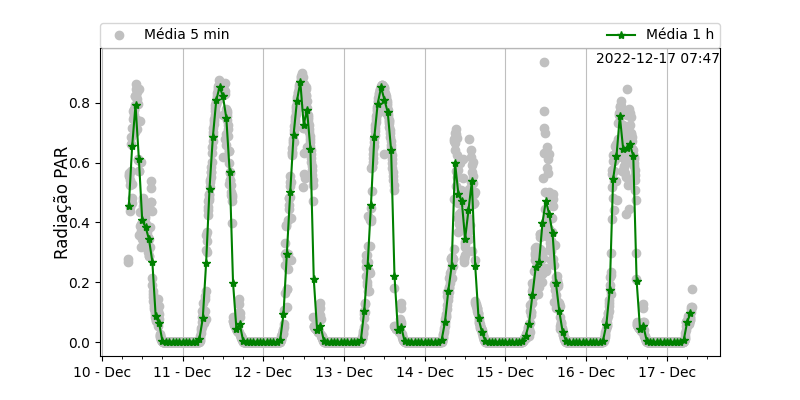 Média 5 min
Média 1 h
2022-12-17 07:47
Radiação PAR
0.8
0.6
0.4
0.2
0.0
10 - Dec
11 - Dec
12 - Dec
13 - Dec
14 - Dec
15 - Dec
16 - Dec
17 - Dec